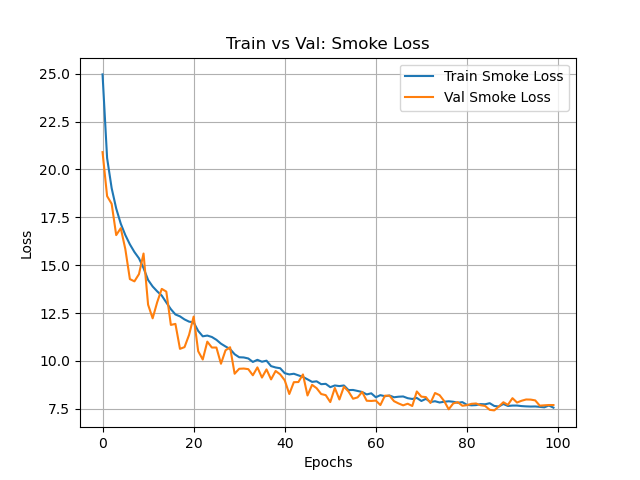 Train vs Val: Smoke Loss
Train Smoke Loss
Val Smoke Loss
Loss
25.0
22.5
20.0
17.5
15.0
12.5
10.0
7.5
0 20 40 60 80 100
Epochs